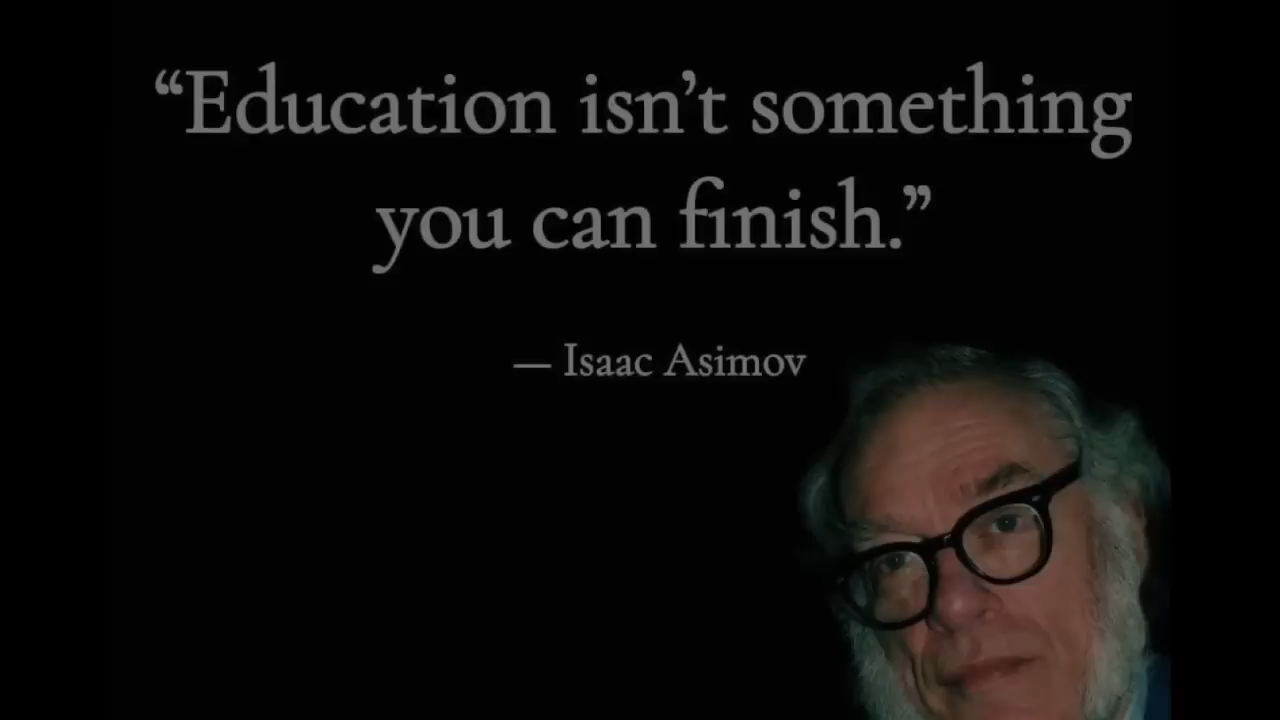 “Education isn’t something
you can finish.”
— Isaac Asimov